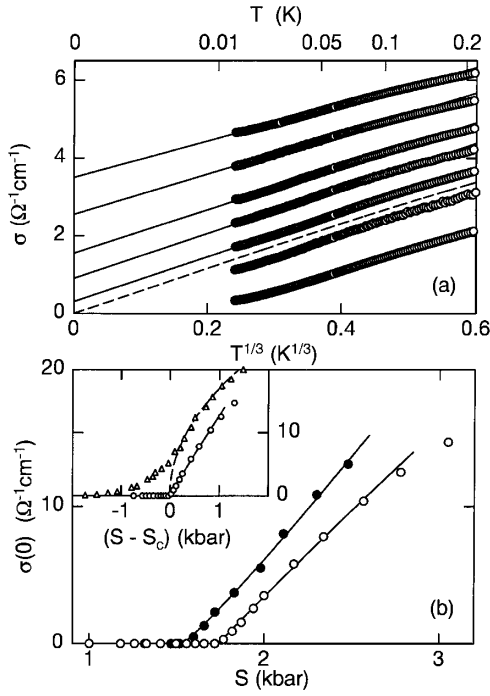 T (K)
0 0.01 0.05 0.1 0.2
6
4
2
0
σ (Ω⁻¹cm⁻¹)
(a)
0 0.2 0.4 0.6
T^1/3 (K^1/3)
20
10
0
σ(0) (Ω⁻¹cm⁻¹)
10
0
-1 0 1
(S - Sc) (kbar)
(b)
1 2 3
S (kbar)